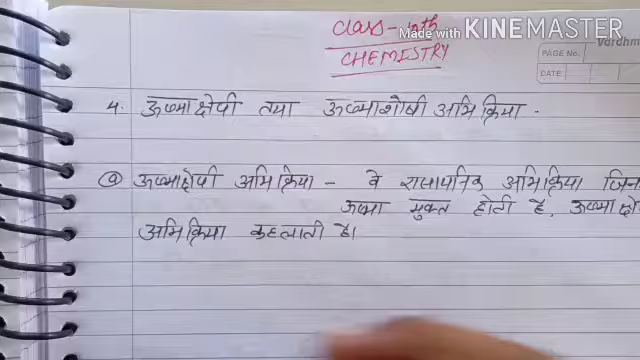 Class - 10th
Made with KINEMASTER
CHEMISTRY
Vardhm
PAGE No.
DATE
4. ऊष्माक्षेपी तथा ऊष्माशोषी अभिक्रिया -
(a) ऊष्माक्षेपी अभिक्रिया - वे रासायनिक अभिक्रिया जिन
ऊष्मा मुक्त होती है, ऊष्माक्षे
अभिक्रिया कहलाती है।